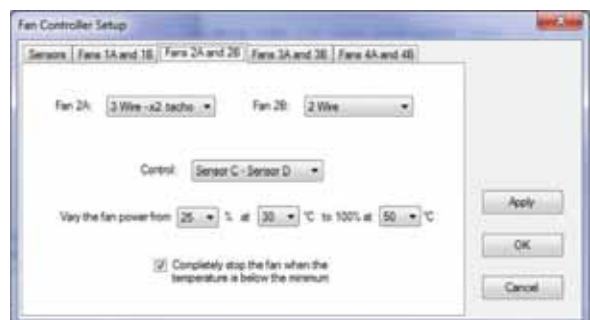 Fan Controller Setup
Sensors Fans 1A and 1B Fans 2A and 2B Fans 3A and 3B Fans 4A and 4B
Fan 2A: 3 Wire - x2 tacho Fan 2B: 2 Wire
Control: Sensor C - Sensor D
Vary the fan power from 25 % at 30 °C to 100% at 50 °C
Completely stop the fan when the
temperature is below the minimum
Apply
OK
Cancel